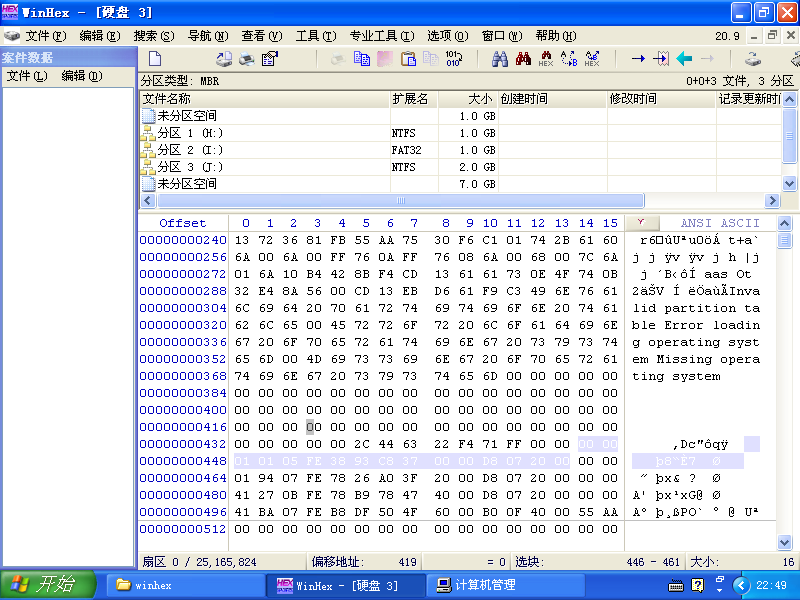 WinHex - [硬盘 3]
文件(F) 编辑(E) 搜索(S) 导航(N) 查看(V) 工具(T) 专业工具(I) 选项(O) 窗口(W) 帮助(H) 20.9
案件数据
文件(L) 编辑(D)
分区类型: MBR 0+0+3 文件, 3 分区
文件名称 扩展名 大小 创建时间 修改时间 记录更新时
未分区空间 1.0 GB
分区 1 (H:) NTFS 1.0 GB
分区 2 (I:) FAT32 1.0 GB
分区 3 (J:) NTFS 2.0 GB
未分区空间 7.0 GB
Offset 0 1 2 3 4 5 6 7 8 9 10 11 12 13 14 15 ANSI ASCII
00000000240 13 72 36 81 FB 55 AA 75 30 F6 C1 01 74 2B 61 60 r6 ûUªu0öÁ t+a`
00000000256 6A 00 6A 00 FF 76 0A FF 76 08 6A 00 68 00 7C 6A j j ÿv ÿv j h |j
00000000272 01 6A 10 B4 42 8B F4 CD 13 61 61 73 0E 4F 74 0B j ´B‹ôÍ aas Ot
00000000288 32 E4 8A 56 00 CD 13 EB D6 61 F9 C3 49 6E 76 61 2äŠV Í ëÖaùÃInva
00000000304 6C 69 64 20 70 61 72 74 69 74 69 6F 6E 20 74 61 lid partition ta
00000000320 62 6C 65 00 45 72 72 6F 72 20 6C 6F 61 64 69 6E ble Error loadin
00000000336 67 20 6F 70 65 72 61 74 69 6E 67 20 73 79 73 74 g operating syst
00000000352 65 6D 00 4D 69 73 73 69 6E 67 20 6F 70 65 72 61 em Missing opera
00000000368 74 69 6E 67 20 73 79 73 74 65 6D 00 00 00 00 00 ting system
00000000384 00 00 00 00 00 00 00 00 00 00 00 00 00 00 00 00
00000000400 00 00 00 00 00 00 00 00 00 00 00 00 00 00 00 00
00000000416 00 00 00 00 00 00 00 00 00 00 00 00 00 00 00 00
00000000432 00 00 00 00 00 2C 44 63 22 F4 71 FF 00 00 00 00 ,Dc"ôqÿ
00000000448 01 01 05 FE 38 93 C8 37 00 00 D8 07 20 00 00 00 þ8“È7 Ø
00000000464 01 94 07 FE 78 26 A0 3F 20 00 D8 07 20 00 00 00 ” þx& ? Ø
00000000480 41 27 0B FE 78 B9 78 47 40 00 D8 07 20 00 00 00 A' þx¹xG@ Ø
00000000496 41 BA 07 FE B8 DF 50 4F 60 00 B0 0F 40 00 55 AA Aº þ¸ßPO` ° @ Uª
00000000512 00 00 00 00 00 00 00 00 00 00 00 00 00 00 00 00
扇区 0 / 25,165,824 偏移地址: 419 = 0 选块: 446 - 461 大小: 16
开始 winhex WinHex - [硬盘 3] 计算机管理 22:49